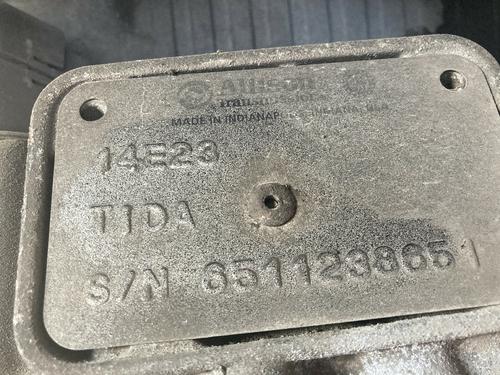 Allison
MADE IN INDIANAPOLIS, INDIANA, USA
14E23
TIDA
S/N 6511238651